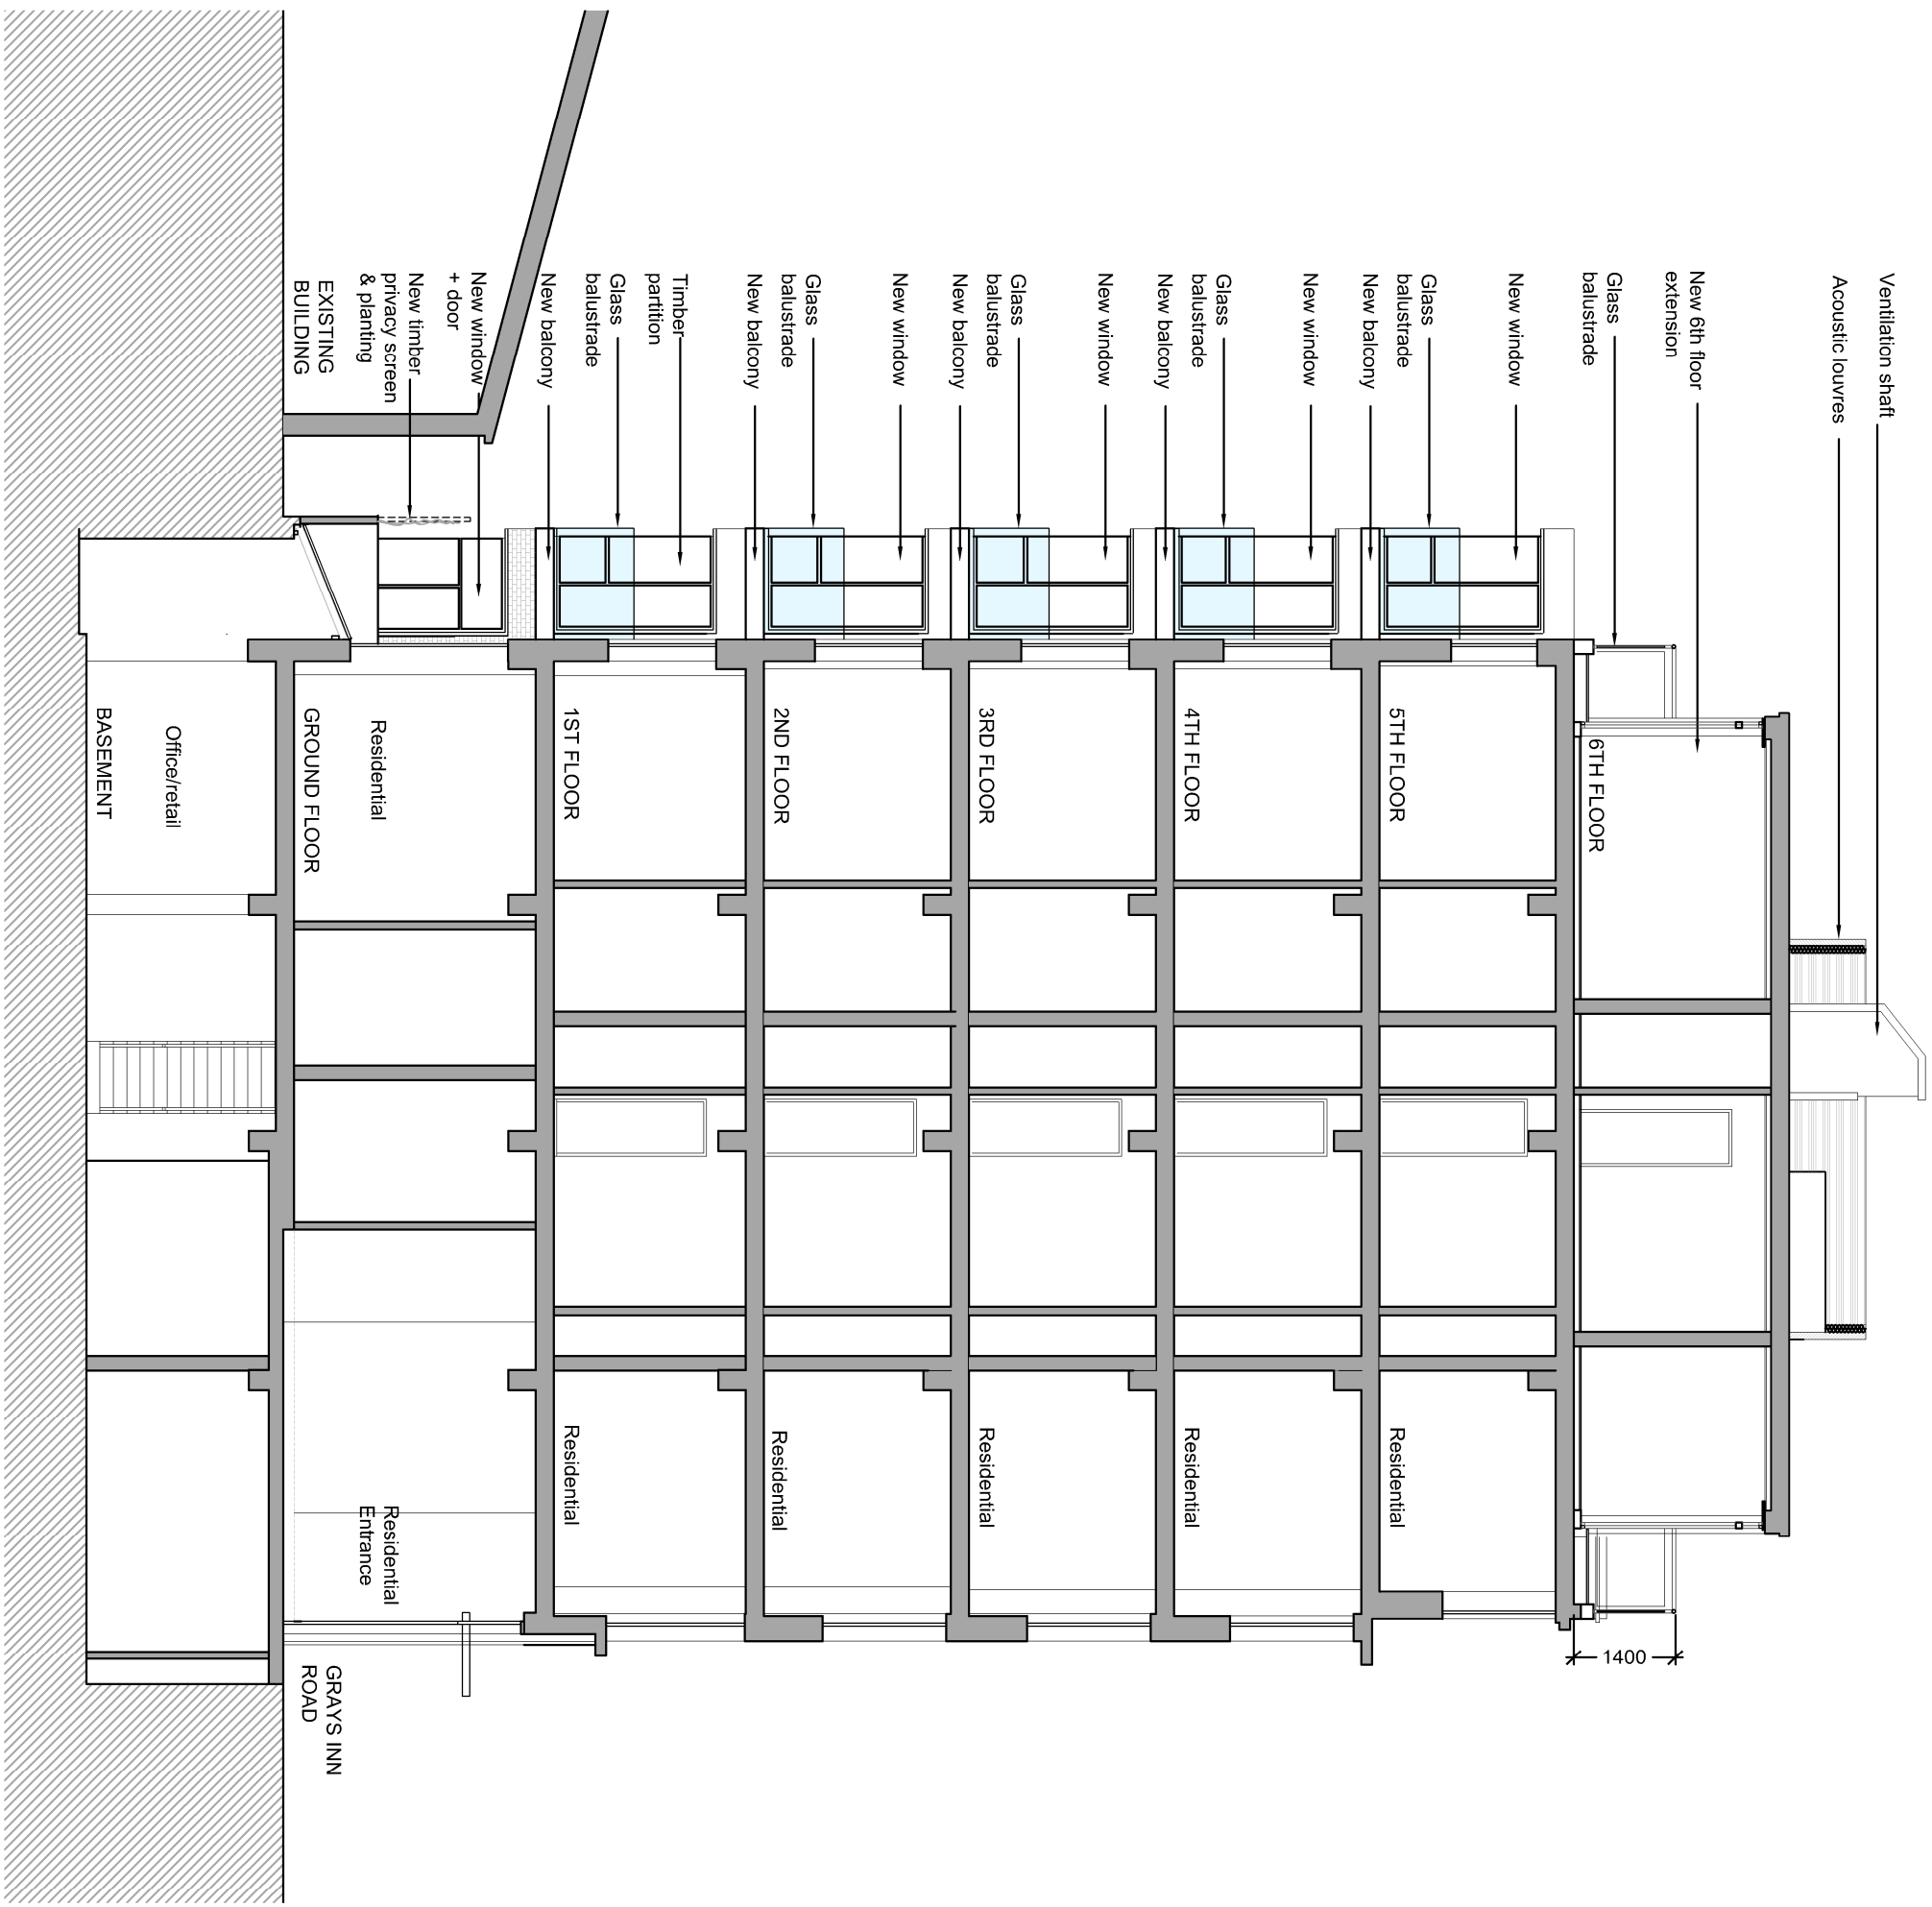 Ventilation shaft
Acoustic louvres
New 6th floor
extension
Glass
balustrade
New window
Glass
balustrade
New balcony
New window
Glass
balustrade
New balcony
New window
Glass
balustrade
New balcony
New window
Glass
balustrade
New balcony
Timber
partition
Glass
balustrade
New balcony
New window
+ door
New timber
privacy screen
& planting
EXISTING
BUILDING
6TH FLOOR
1400
5TH FLOOR
Residential
4TH FLOOR
Residential
3RD FLOOR
Residential
2ND FLOOR
Residential
1ST FLOOR
Residential
Residential
GROUND FLOOR
Residential
Entrance
GRAYS INN
ROAD
Office/retail
BASEMENT